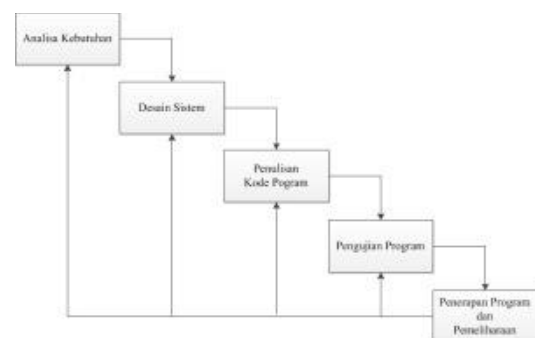 Analisa Kebutuhan
Desain Sistem
Penulisan
Kode Pogram
Pengujian Program
Penerapan Program
dan
Pemeliharaan